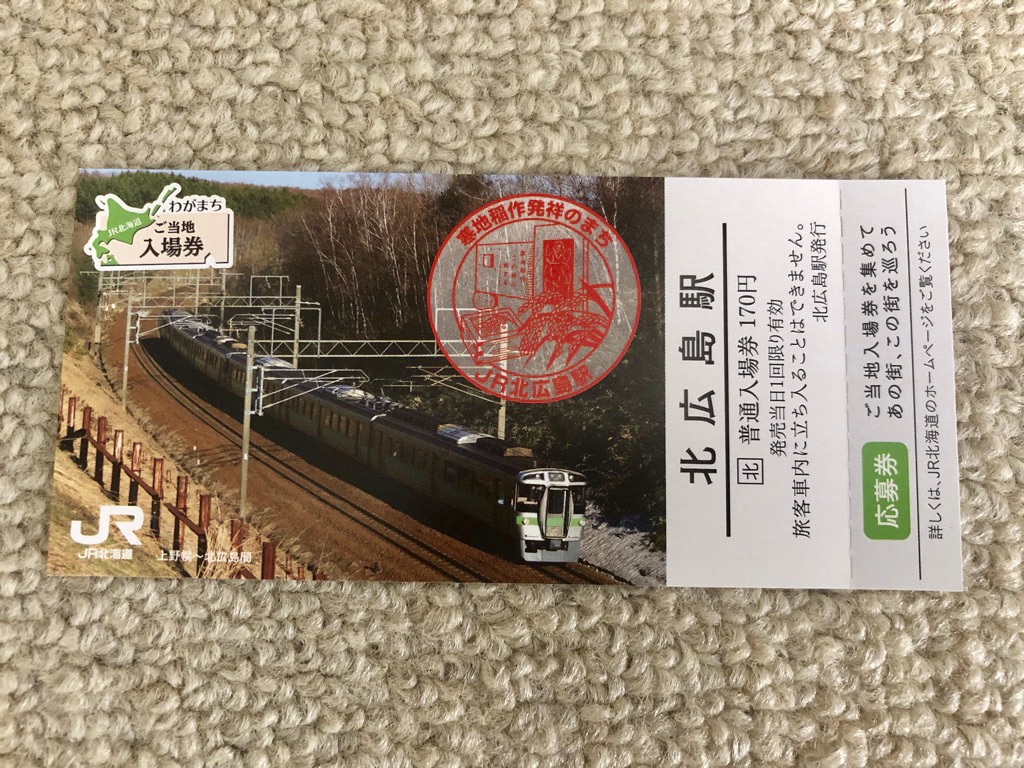 わがまち
ご当地
入場券
JR北海道
寒地稲作発祥のまち
JR北広島駅
JR
JR北海道
上野幌〜北広島間
北広島駅
北 普通入場券 170円
発売当日1回限り有効
旅客車内に立ち入ることはできません。
北広島駅発行
応募券
ご当地入場券を集めて
あの街、この街を巡ろう
詳しくは、JR北海道のホームページをご覧ください